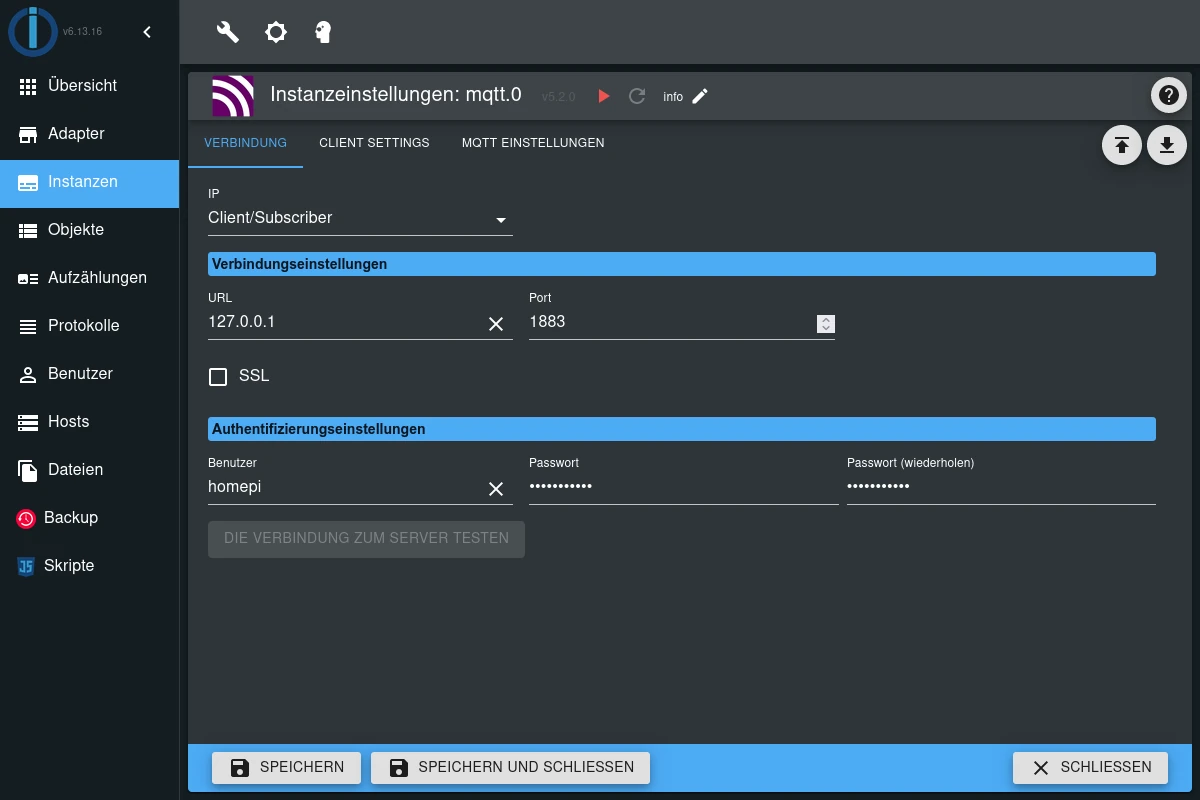 v6.13.16
Übersicht
Adapter
Instanzen
Objekte
Aufzählungen
Protokolle
Benutzer
Hosts
Dateien
Backup
Skripte
Instanzeinstellungen: mqtt.0 v5.2.0 info
VERBINDUNG CLIENT SETTINGS MQTT EINSTELLUNGEN
IP
Client/Subscriber
Verbindungseinstellungen
URL Port
127.0.0.1 1883
SSL
Authentifizierungseinstellungen
Benutzer Passwort Passwort (wiederholen)
homepi ••••••••••• •••••••••••
DIE VERBINDUNG ZUM SERVER TESTEN
SPEICHERN SPEICHERN UND SCHLIESSEN SCHLIESSEN